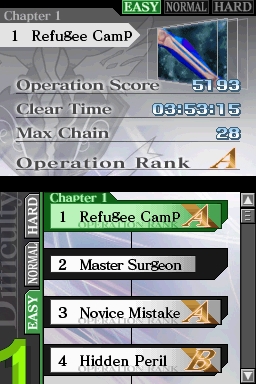 EASY NORMAL HARD
Chapter 1
1 Refugee Camp
Operation Score 5193
Clear Time 03:53:15
Max Chain 28
Operation Rank A
Difficulty
HARD
NORMAL
EASY
1
Chapter 1
1 Refugee Camp A
OPERATION RANK
2 Master Surgeon
3 Novice Mistake A
OPERATION RANK
4 Hidden Peril B
OPERATION RANK